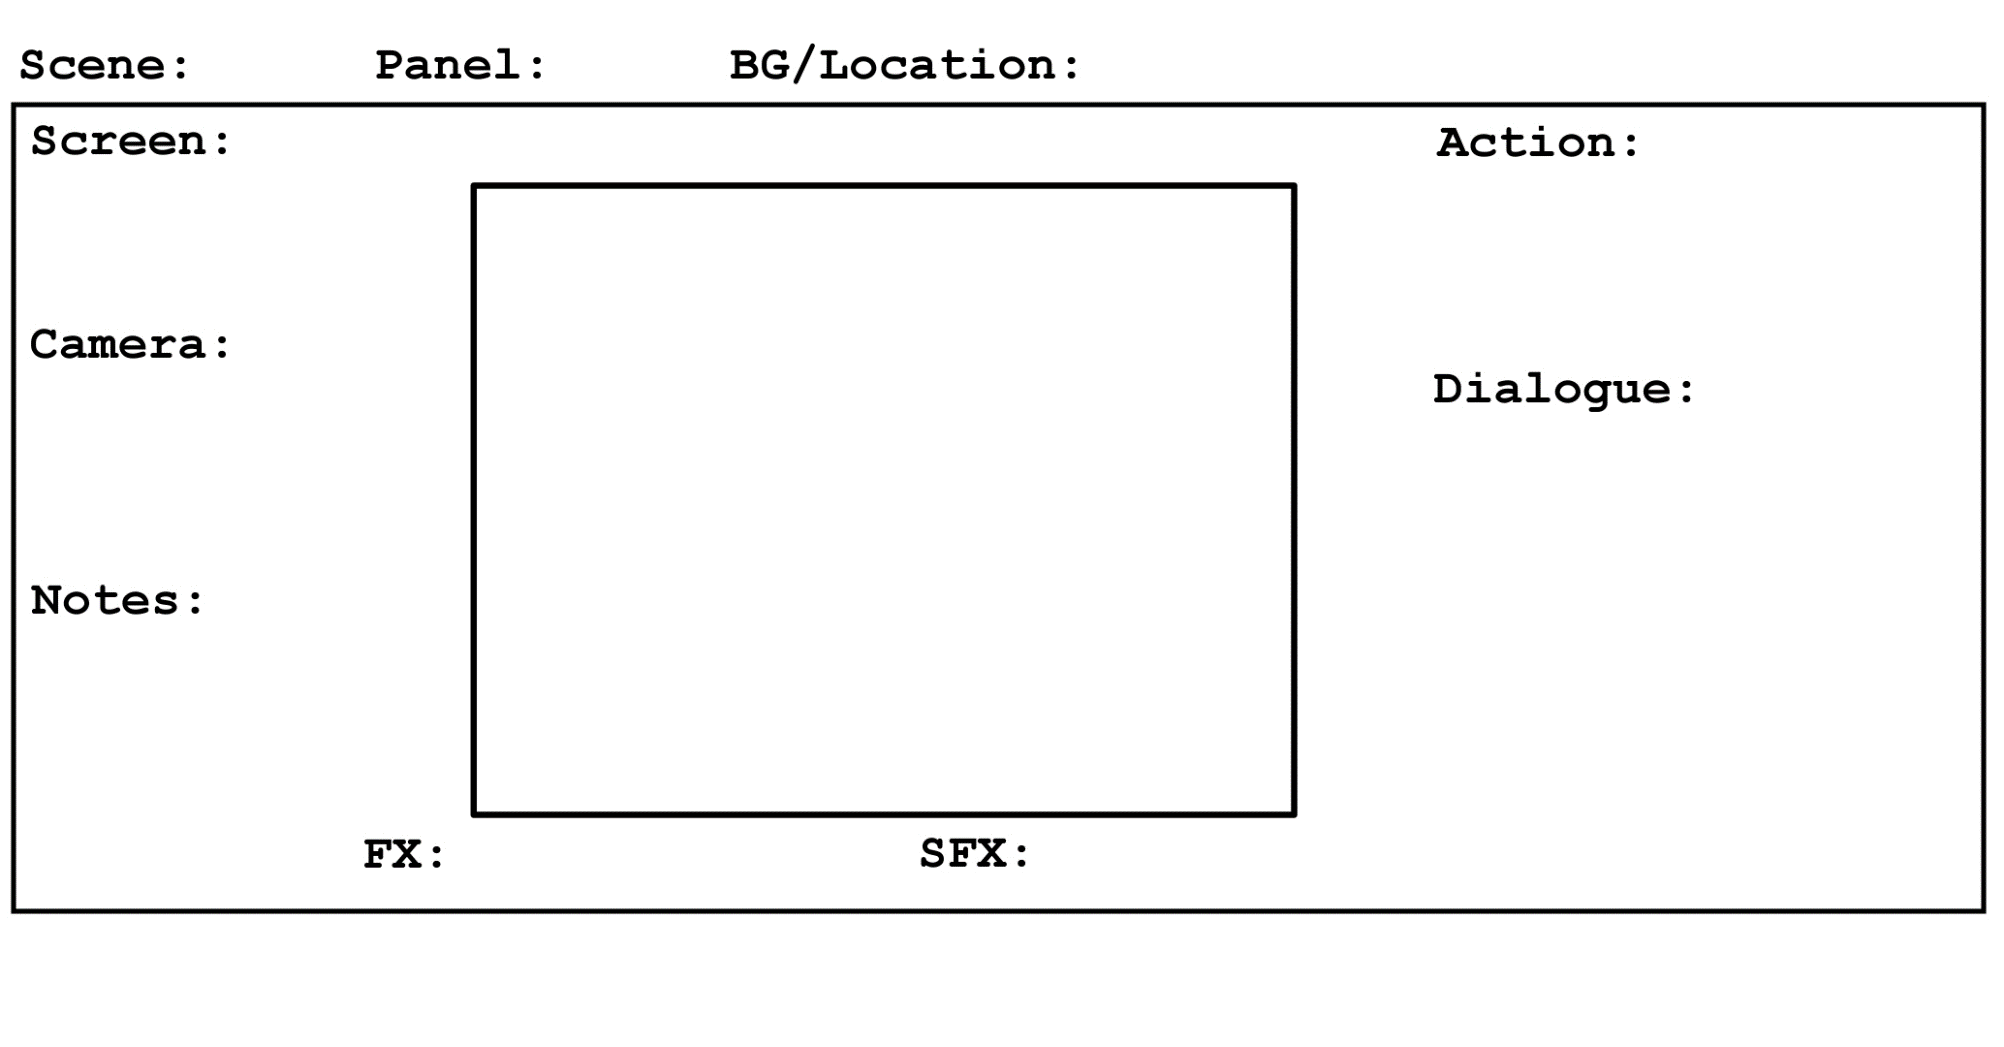 Scene: Panel: BG/Location:
Screen:
Action:
Camera:
Dialogue:
Notes:
FX: SFX: